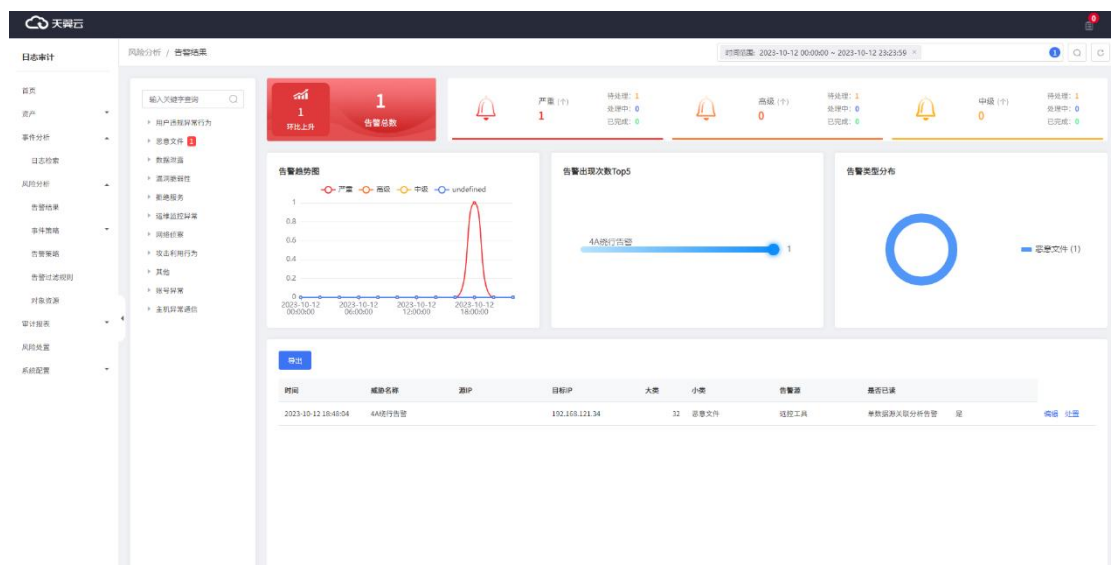 天翼云
0
日志审计
风险分析 / 告警结果
时间范围: 2023-10-12 00:00:00 ~ 2023-10-12 23:23:59 ×
1
首页
资产
事件分析
日志检索
风险分析
告警结果
事件策略
告警策略
告警过滤规则
对象资源
审计报表
风险处置
系统配置
输入关键字查询
用户违规异常行为
恶意文件 1
数据泄露
漏洞脆弱性
拒绝服务
运维监控异常
网络侦察
攻击利用行为
其他
账号异常
主机异常通信
1
环比上升
1
告警总数
严重 (个)
1
待处理: 1
处理中: 0
已完成: 0
高级 (个)
0
待处理: 1
处理中: 0
已完成: 0
中级 (个)
0
待处理: 1
处理中: 0
已完成: 0
告警趋势图
严重 高级 中级 undefined
1
0.8
0.6
0.4
0.2
0
2023-10-12 00:00:00
2023-10-12 06:00:00
2023-10-12 12:00:00
2023-10-12 18:00:00
告警出现次数Top5
4A绕行告警
1
告警类型分布
恶意文件 (1)
导出
时间 威胁名称 源IP 目标IP 大类 小类 告警源 是否已读
2023-10-12 18:48:04 4A绕行告警 192.168.121.34 32 恶意文件 远控工具 单数据源关联分析告警 是 编辑 处置